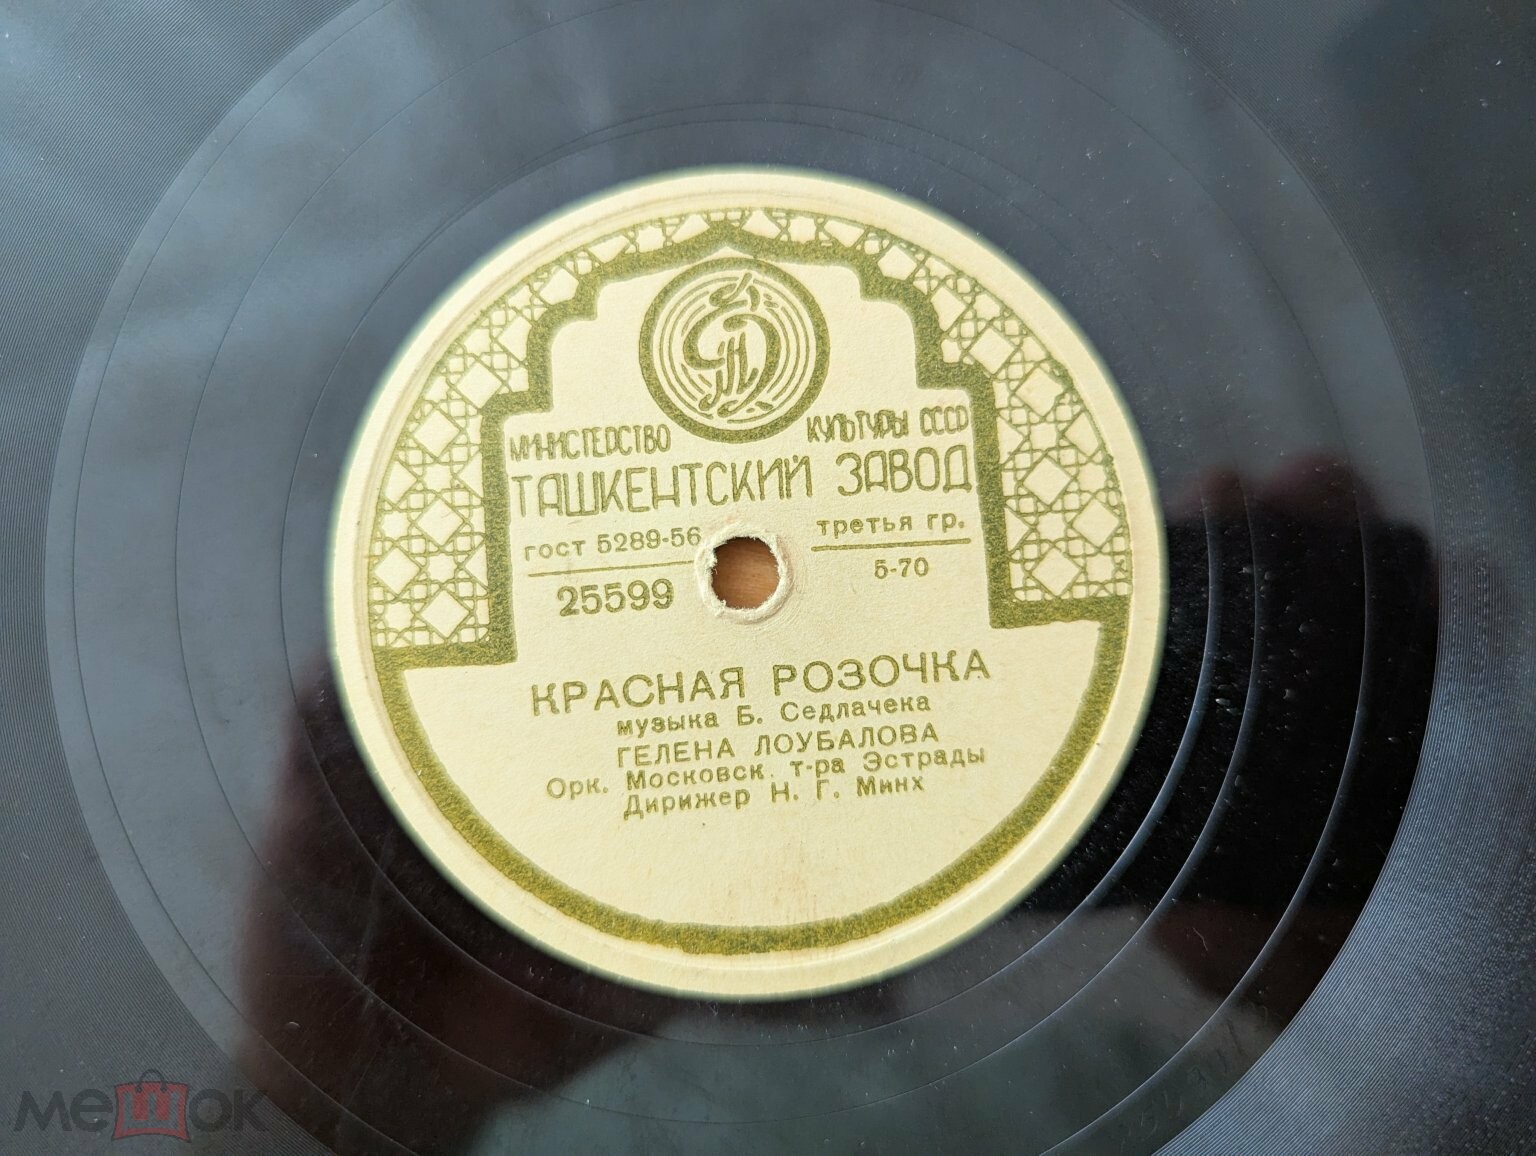 МИНИСТЕРСТВО КУЛЬТУРЫ СССР
ТАШКЕНТСКИЙ ЗАВОД
гост 5289-56 третья гр.
25599 5-70
КРАСНАЯ РОЗОЧКА
музыка Б. Седлачека
ГЕЛЕНА ЛОУБАЛОВА
Орк. Московск. т-ра Эстрады
Дирижер Н. Г. Минх
мешок